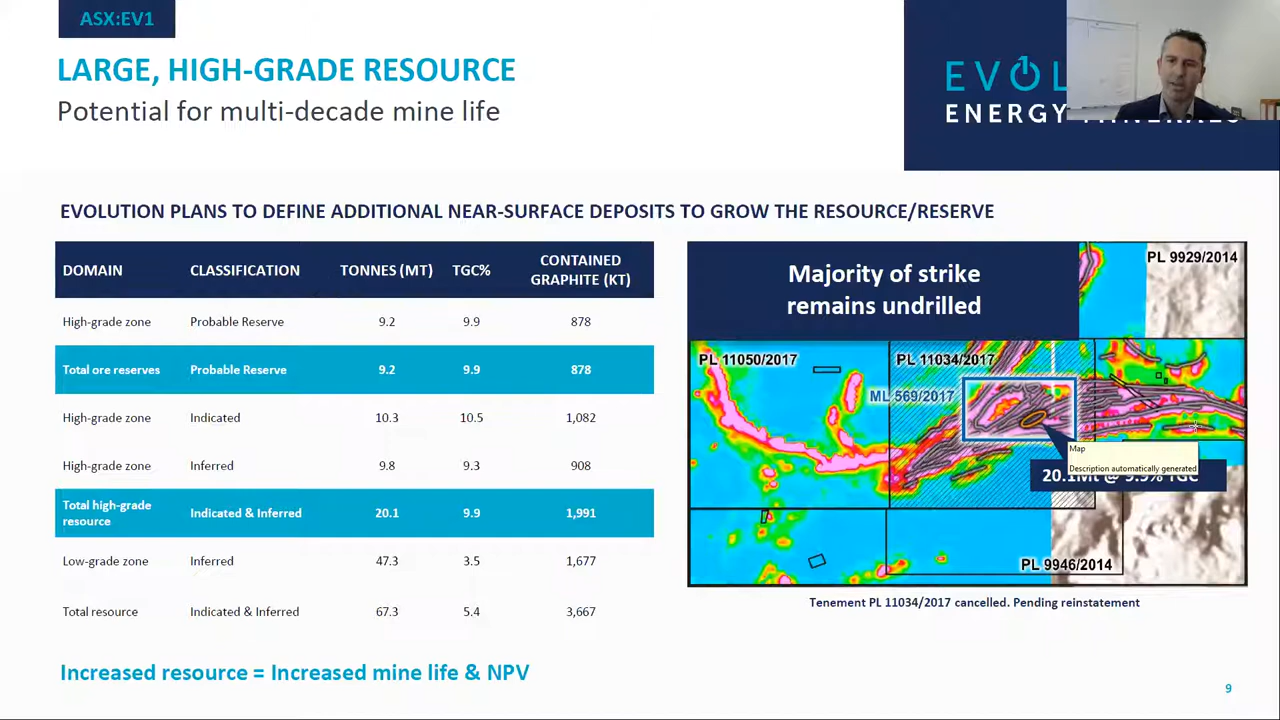 ASX:EV1
LARGE, HIGH-GRADE RESOURCE
Potential for multi-decade mine life
EVOL
ENERGY MINERALS
EVOLUTION PLANS TO DEFINE ADDITIONAL NEAR-SURFACE DEPOSITS TO GROW THE RESOURCE/RESERVE
DOMAIN CLASSIFICATION TONNES (MT) TGC% CONTAINED GRAPHITE (KT)
High-grade zone Probable Reserve 9.2 9.9 878
Total ore reserves Probable Reserve 9.2 9.9 878
High-grade zone Indicated 10.3 10.5 1,082
High-grade zone Inferred 9.8 9.3 908
Total high-grade resource Indicated & Inferred 20.1 9.9 1,991
Low-grade zone Inferred 47.3 3.5 1,677
Total resource Indicated & Inferred 67.3 5.4 3,667
Increased resource = Increased mine life & NPV
Majority of strike
remains undrilled
PL 9929/2014
PL 11050/2017
PL 11034/2017
ML 569/2017
Map
Description automatically generated
20.1Mt @ 9.9% TGC
PL 9946/2014
Tenement PL 11034/2017 cancelled. Pending reinstatement
9